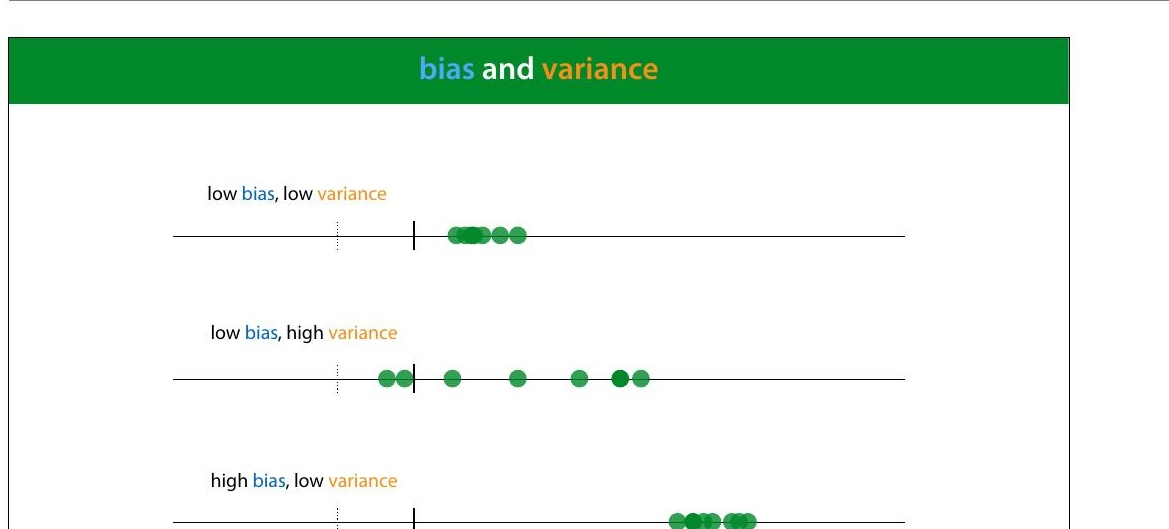 bias and variance
low bias, low variance
low bias, high variance
high bias, low variance